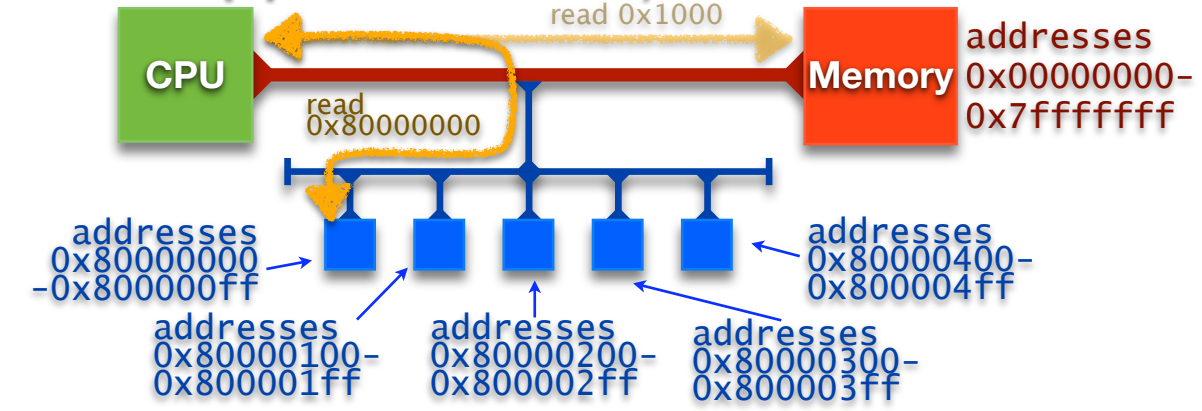 read 0x1000
CPU
Memory
addresses
0x00000000-
0x7fffffff
read
0x80000000
addresses
0x80000000
-0x800000ff
addresses
0x80000100-
0x800001ff
addresses
0x80000200-
0x800002ff
addresses
0x80000300-
0x800003ff
addresses
0x80000400-
0x800004ff